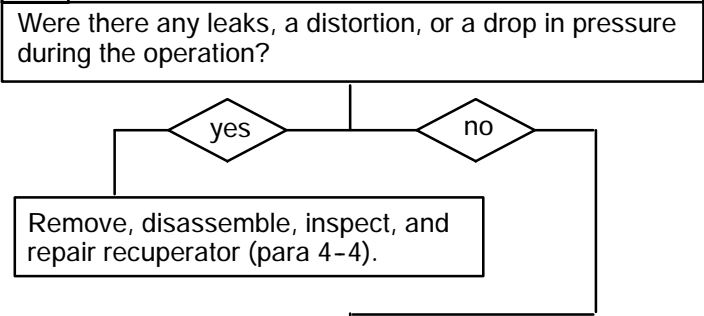 Were there any leaks, a distortion, or a drop in pressure
during the operation?
yes
no
Remove, disassemble, inspect, and
repair recuperator (para 4-4).